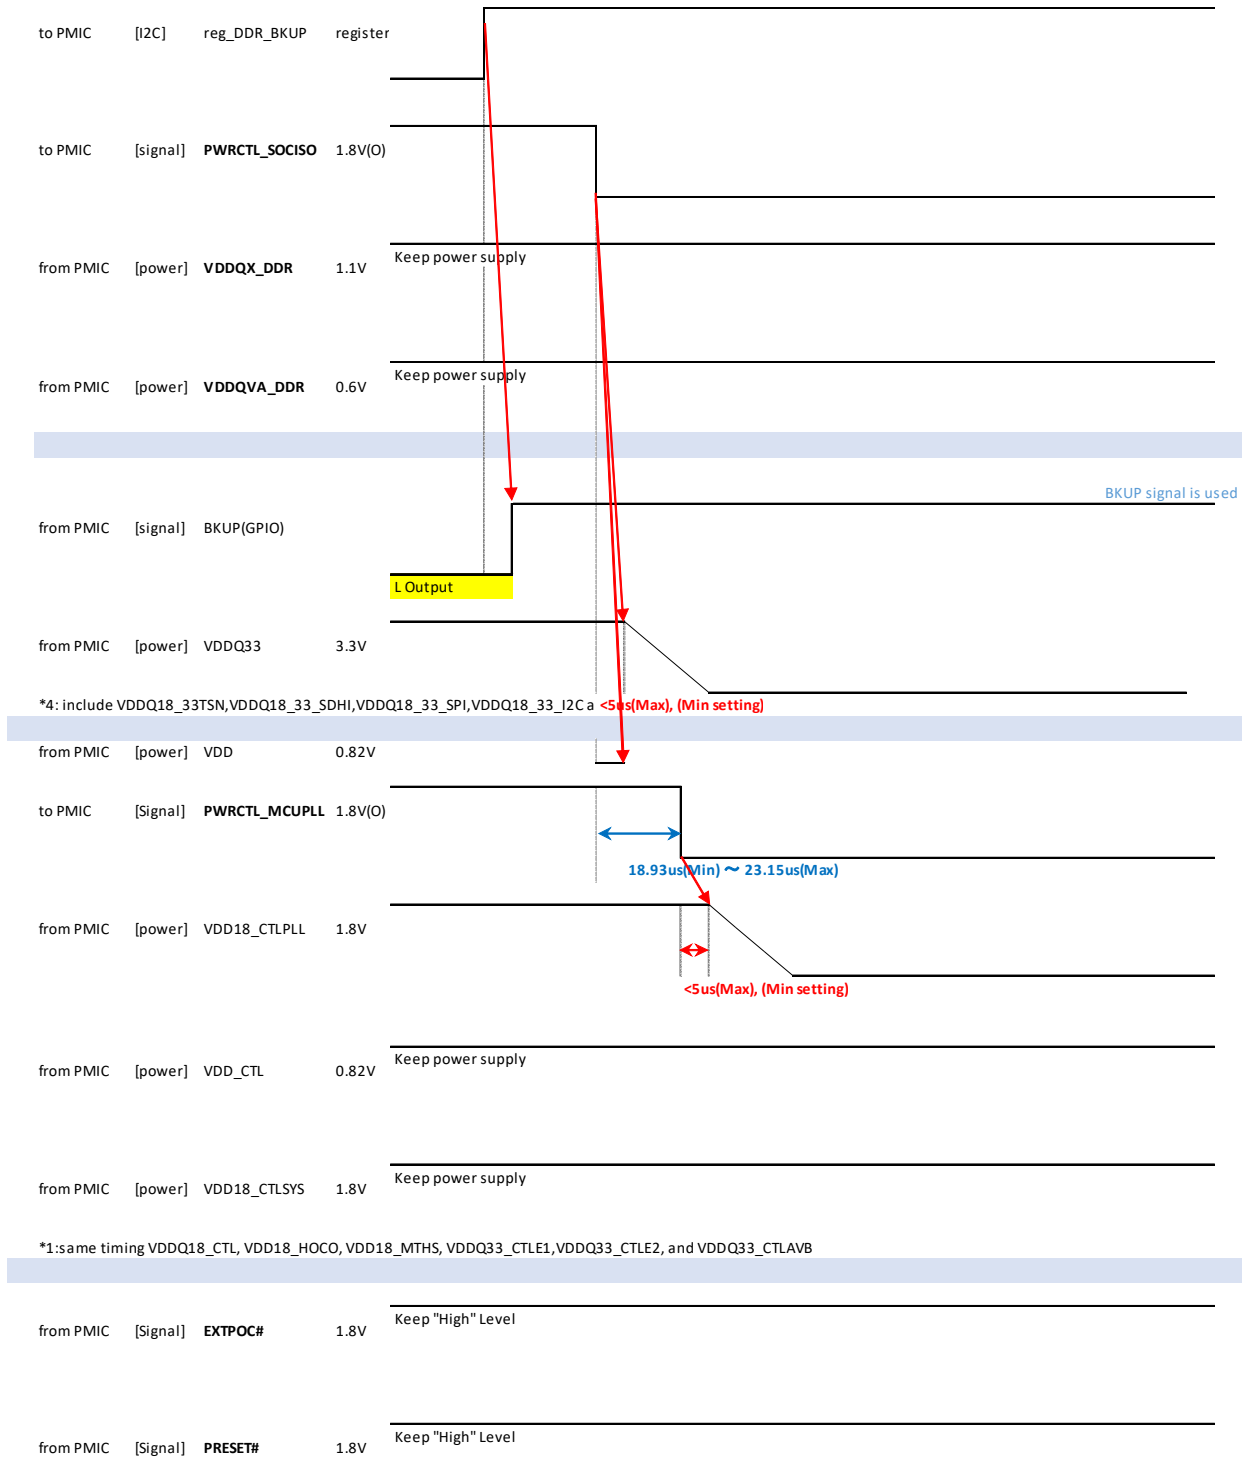 to PMIC [I2C] reg_DDR_BKUP register
to PMIC [signal] PWRCTL_SOCISO 1.8V(O)
Keep power supply
from PMIC [power] VDDQX_DDR 1.1V
Keep power supply
from PMIC [power] VDDQVA_DDR 0.6V
BKUP signal is used
from PMIC [signal] BKUP(GPIO)
L Output
from PMIC [power] VDDQ33 3.3V
*4: include VDDQ18_33TSN,VDDQ18_33_SDHI,VDDQ18_33_SPI,VDDQ18_33_I2C a <5us(Max), (Min setting)
from PMIC [power] VDD 0.82V
to PMIC [Signal] PWRCTL_MCUPLL 1.8V(O)
18.93us(Min) ～ 23.15us(Max)
from PMIC [power] VDD18_CTLPLL 1.8V
<5us(Max), (Min setting)
Keep power supply
from PMIC [power] VDD_CTL 0.82V
Keep power supply
from PMIC [power] VDD18_CTLSYS 1.8V
*1:same timing VDDQ18_CTL, VDD18_HOCO, VDD18_MTHS, VDDQ33_CTLE1,VDDQ33_CTLE2, and VDDQ33_CTLAVB
Keep "High" Level
from PMIC [Signal] EXTPOC# 1.8V
Keep "High" Level
from PMIC [Signal] PRESET# 1.8V